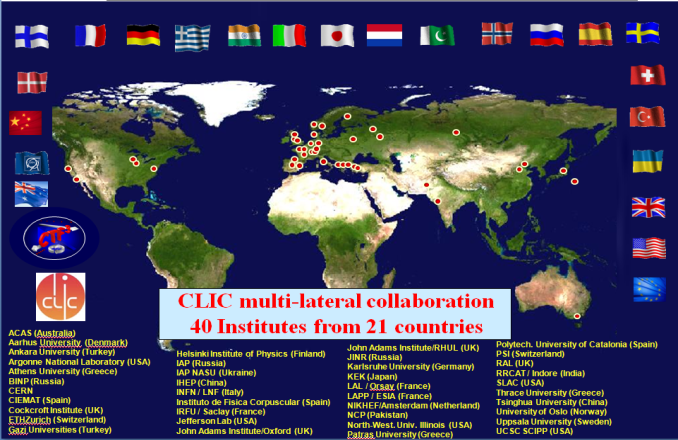 CTF3
clic
CLIC multi-lateral collaboration
40 Institutes from 21 countries
ACAS (Australia)
Aarhus University (Denmark)
Ankara University (Turkey)
Argonne National Laboratory (USA)
Athens University (Greece)
BINP (Russia)
CERN
CIEMAT (Spain)
Cockcroft Institute (UK)
ETHZurich (Switzerland)
Gazi Universities (Turkey)
Helsinki Institute of Physics (Finland)
IAP (Russia)
IAP NASU (Ukraine)
IHEP (China)
INFN / LNF (Italy)
Instituto de Fisica Corpuscular (Spain)
IRFU / Saclay (France)
Jefferson Lab (USA)
John Adams Institute/Oxford (UK)
John Adams Institute/RHUL (UK)
JINR (Russia)
Karlsruhe University (Germany)
KEK (Japan)
LAL / Orsay (France)
LAPP / ESIA (France)
NIKHEF/Amsterdam (Netherland)
NCP (Pakistan)
North-West. Univ. Illinois (USA)
Patras University (Greece)
Polytech. University of Catalonia (Spain)
PSI (Switzerland)
RAL (UK)
RRCAT / Indore (India)
SLAC (USA)
Thrace University (Greece)
Tsinghua University (China)
University of Oslo (Norway)
Uppsala University (Sweden)
UCSC SCIPP (USA)